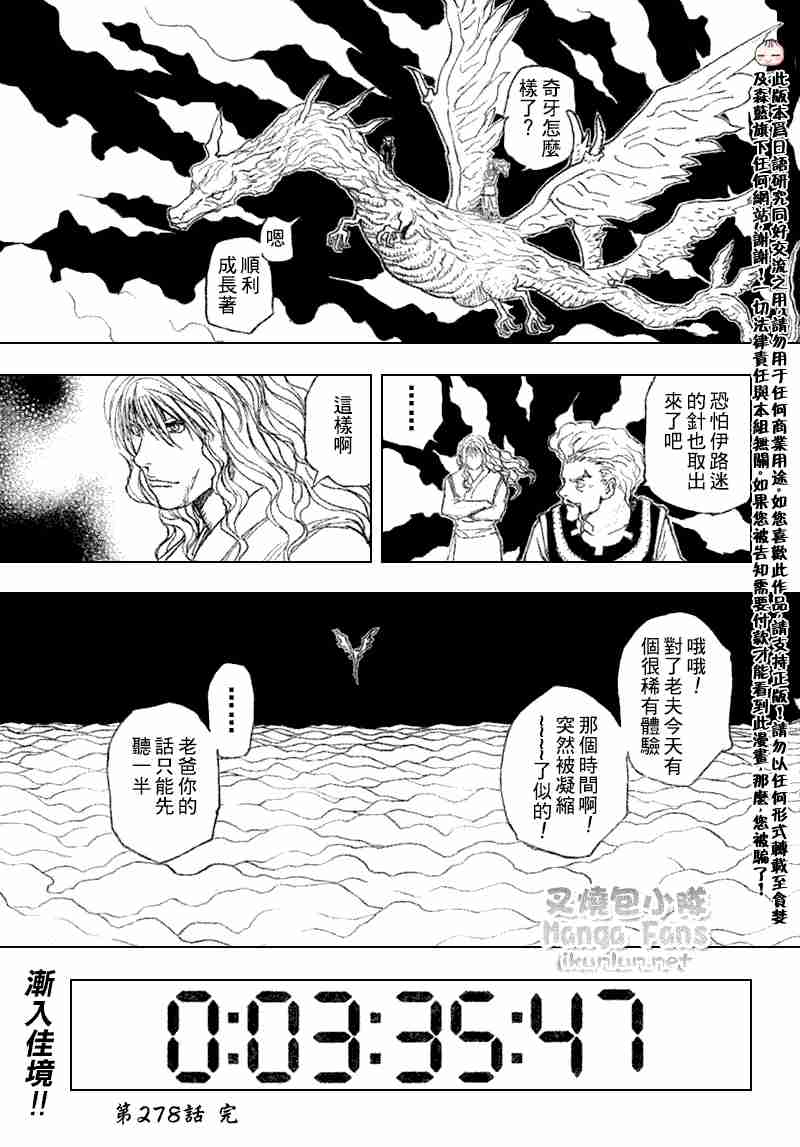 奇牙怎麼
樣了？
嗯
順利
成長著
恐怕伊路迷
的針也取出
來了吧
……
這樣啊
哦哦！
對了老夫今天有
個很稀有體驗
那個時間啊！
突然被凝縮
~~~~了似的！
……
老爸你的
話只能先
聽一半
此版本爲日語研究同好交流之用，請勿用于任何商業用途。如您喜歡此作品，請支持正版！請勿以任何形式轉載至貪婪
及森藍旗下任何網站，謝謝！一切法律責任與本組無關。如果您被告知需要付款才能看到此漫畫，那麼，您被騙了！
叉燒包小隊
Manga Fans
ikunlun.net
漸入佳境!!
0:03:35:47
第278話 完